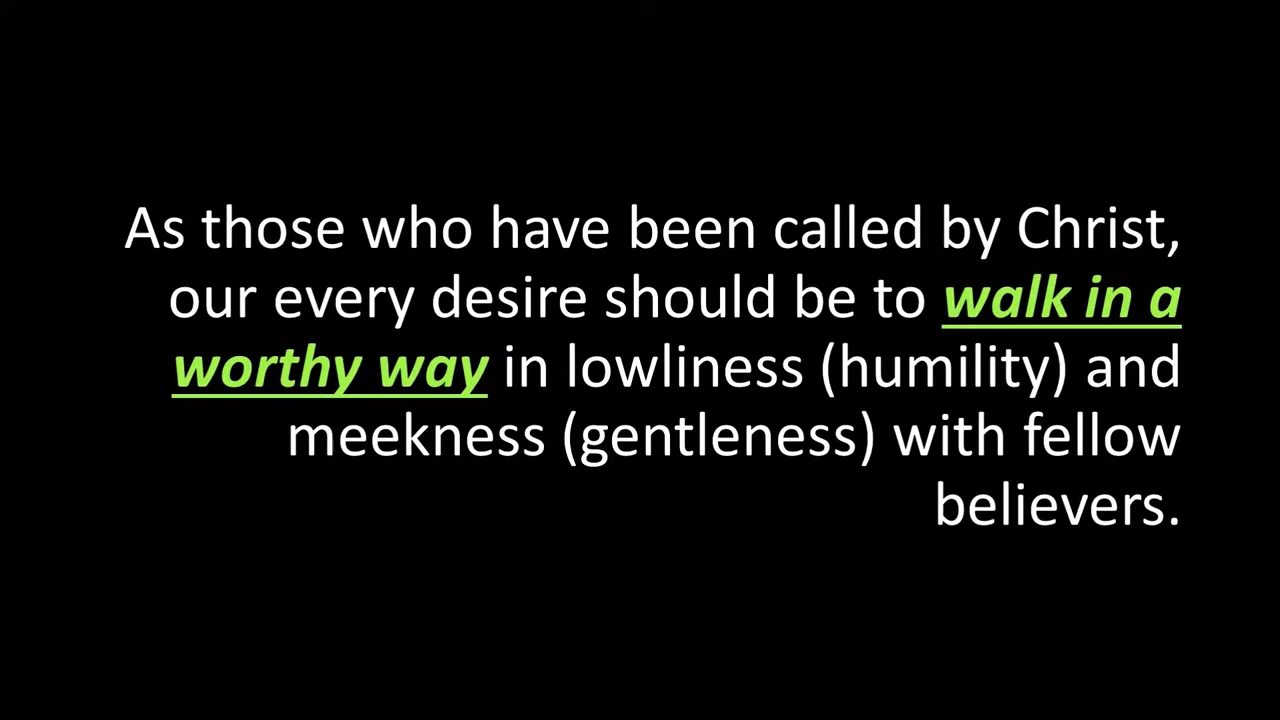 As those who have been called by Christ,
our every desire should be to walk in a
worthy way in lowliness (humility) and
meekness (gentleness) with fellow
believers.